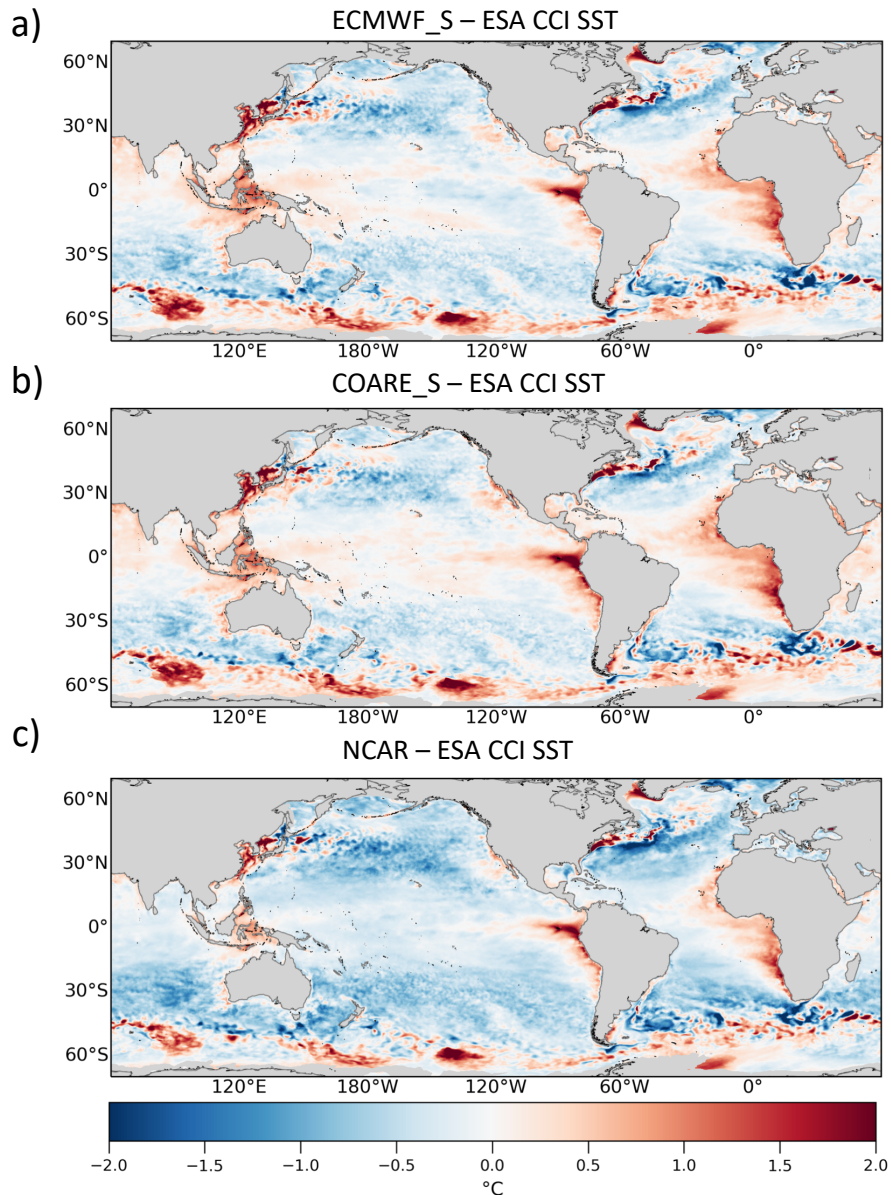 a)
ECMWF_S – ESA CCI SST
60°N
30°N
0°
30°S
60°S
120°E 180°W 120°W 60°W 0°
b)
COARE_S – ESA CCI SST
60°N
30°N
0°
30°S
60°S
120°E 180°W 120°W 60°W 0°
c)
NCAR – ESA CCI SST
60°N
30°N
0°
30°S
60°S
120°E 180°W 120°W 60°W 0°
−2.0 −1.5 −1.0 −0.5 0.0 0.5 1.0 1.5 2.0
°C